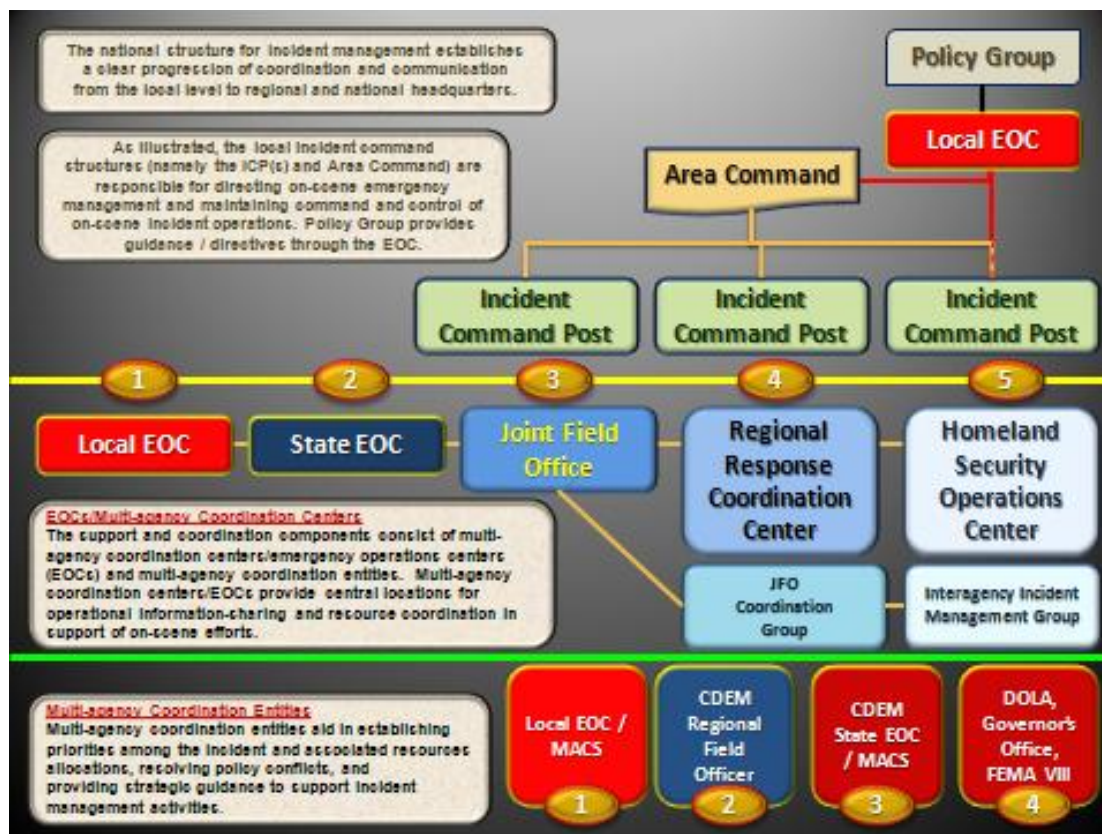 The national structure for incident management establishes
a clear progression of coordination and communication
from the local level to regional and national headquarters.
As illustrated, the local incident command
structures (namely the ICP(s) and Area Command) are
responsible for directing on-scene emergency
management and maintaining command and control of
on-scene incident operations. Policy Group provides
guidance / directives through the EOC.
Policy Group
Local EOC
Area Command
Incident
Command Post
Incident
Command Post
Incident
Command Post
1
2
3
4
5
Local EOC
State EOC
Joint Field
Office
Regional
Response
Coordination
Center
Homeland
Security
Operations
Center
EOCs/Multi-agency Coordination Centers
The support and coordination components consist of multi-
agency coordination centers/emergency operations centers
(EOCs) and multi-agency coordination entities. Multi-agency
coordination centers/EOCs provide central locations for
operational information-sharing and resource coordination in
support of on-scene efforts.
JFO
Coordination
Group
Interagency Incident
Management Group
Multi-agency Coordination Entities
Multi-agency coordination entities aid in establishing
priorities among the incident and associated resources
allocations, resolving policy conflicts, and
providing strategic guidance to support incident
management activities.
Local EOC /
MACS
1
CDEM
Regional
Field
Officer
2
CDEM
State EOC
/ MACS
3
DOLA,
Governor's
Office,
FEMA VIII
4